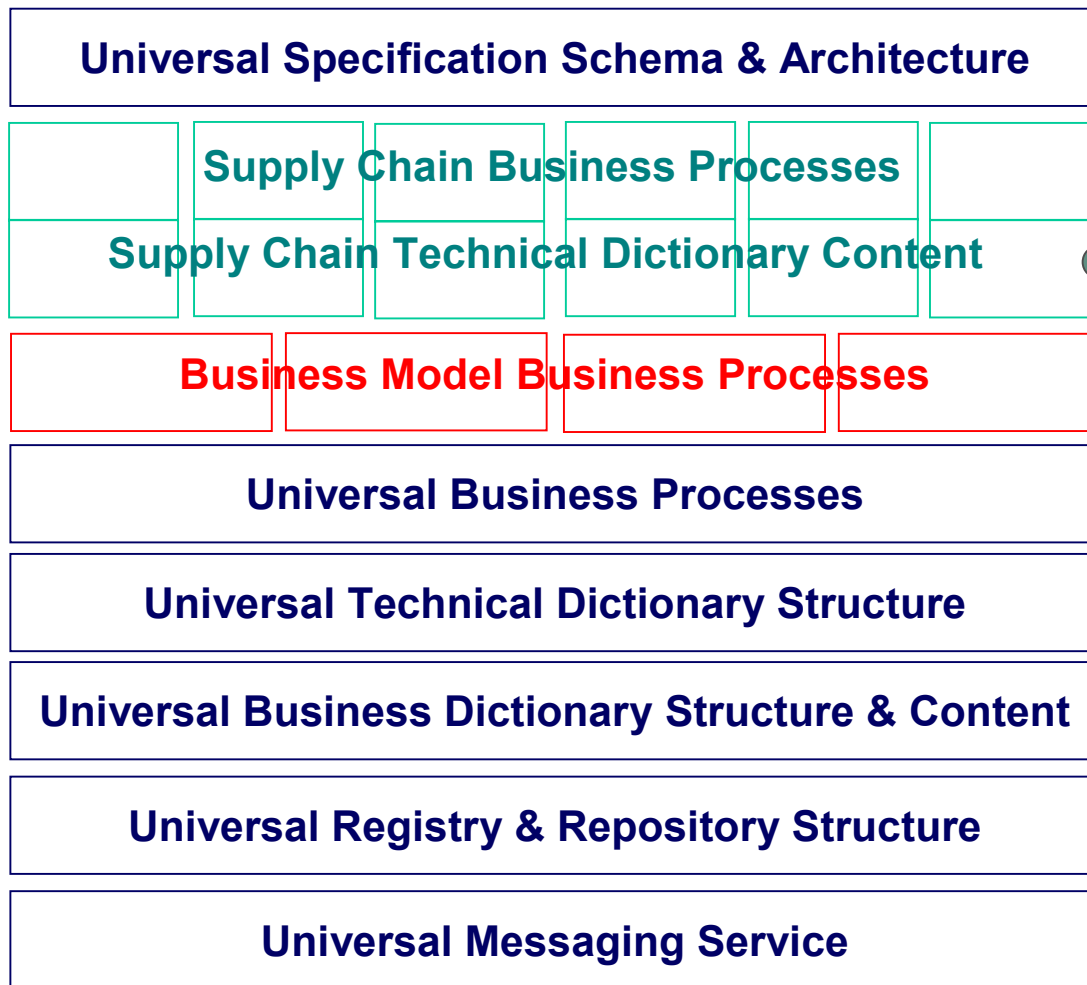 Universal Specification Schema & Architecture
Supply Chain Business Processes
Supply Chain Technical Dictionary Content
Business Model Business Processes
Universal Business Processes
Universal Technical Dictionary Structure
Universal Business Dictionary Structure & Content
Universal Registry & Repository Structure
Universal Messaging Service